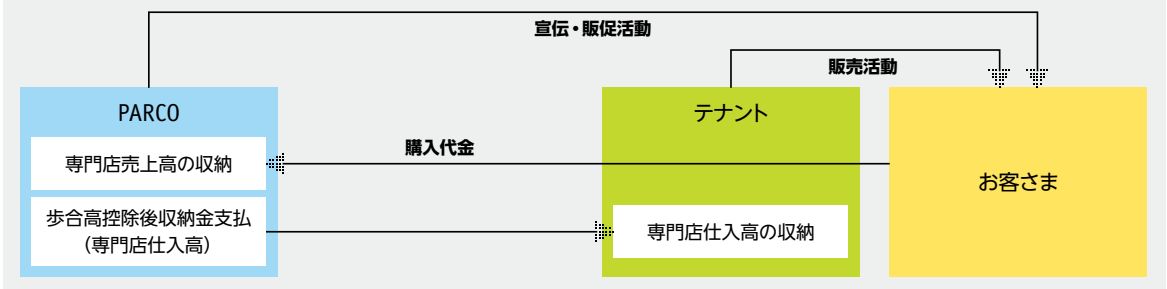 宣伝・販促活動
販売活動
PARCO
テナント
購入代金
専門店売上高の収納
お客さま
歩合高控除後収納金支払
（専門店仕入高）
専門店仕入高の収納